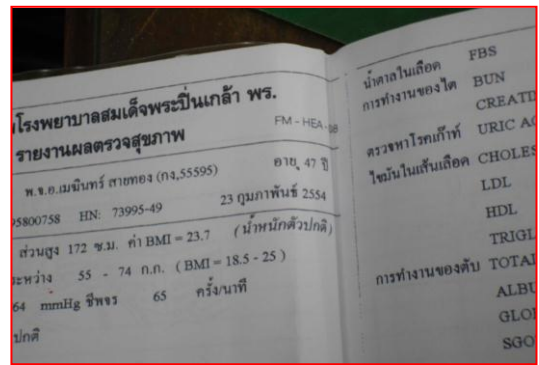 โรงพยาบาลสมเด็จพระปิ่นเกล้า พร.
FM - HEA - 08
รายงานผลตรวจสุขภาพ
พ.จ.อ.เมฆินทร์ สายทอง (กง,55595) อายุ 47 ปี
95800758 HN: 73995-49 23 กุมภาพันธ์ 2554
ส่วนสูง 172 ซ.ม. ค่า BMI = 23.7 (น้ำหนักตัวปกติ)
ระหว่าง 55 - 74 ก.ก. ( BMI = 18.5 - 25 )
64 mmHg ชีพจร 65 ครั้ง/นาที
ปกติ
น้ำตาลในเลือด FBS
การทำงานของไต BUN
CREATI
ตรวจหาโรคเก๊าท์ URIC AC
ไขมันในเส้นเลือด CHOLES
LDL
HDL
TRIGL
การทำงานของตับ TOTA
ALBU
GLO
SGO